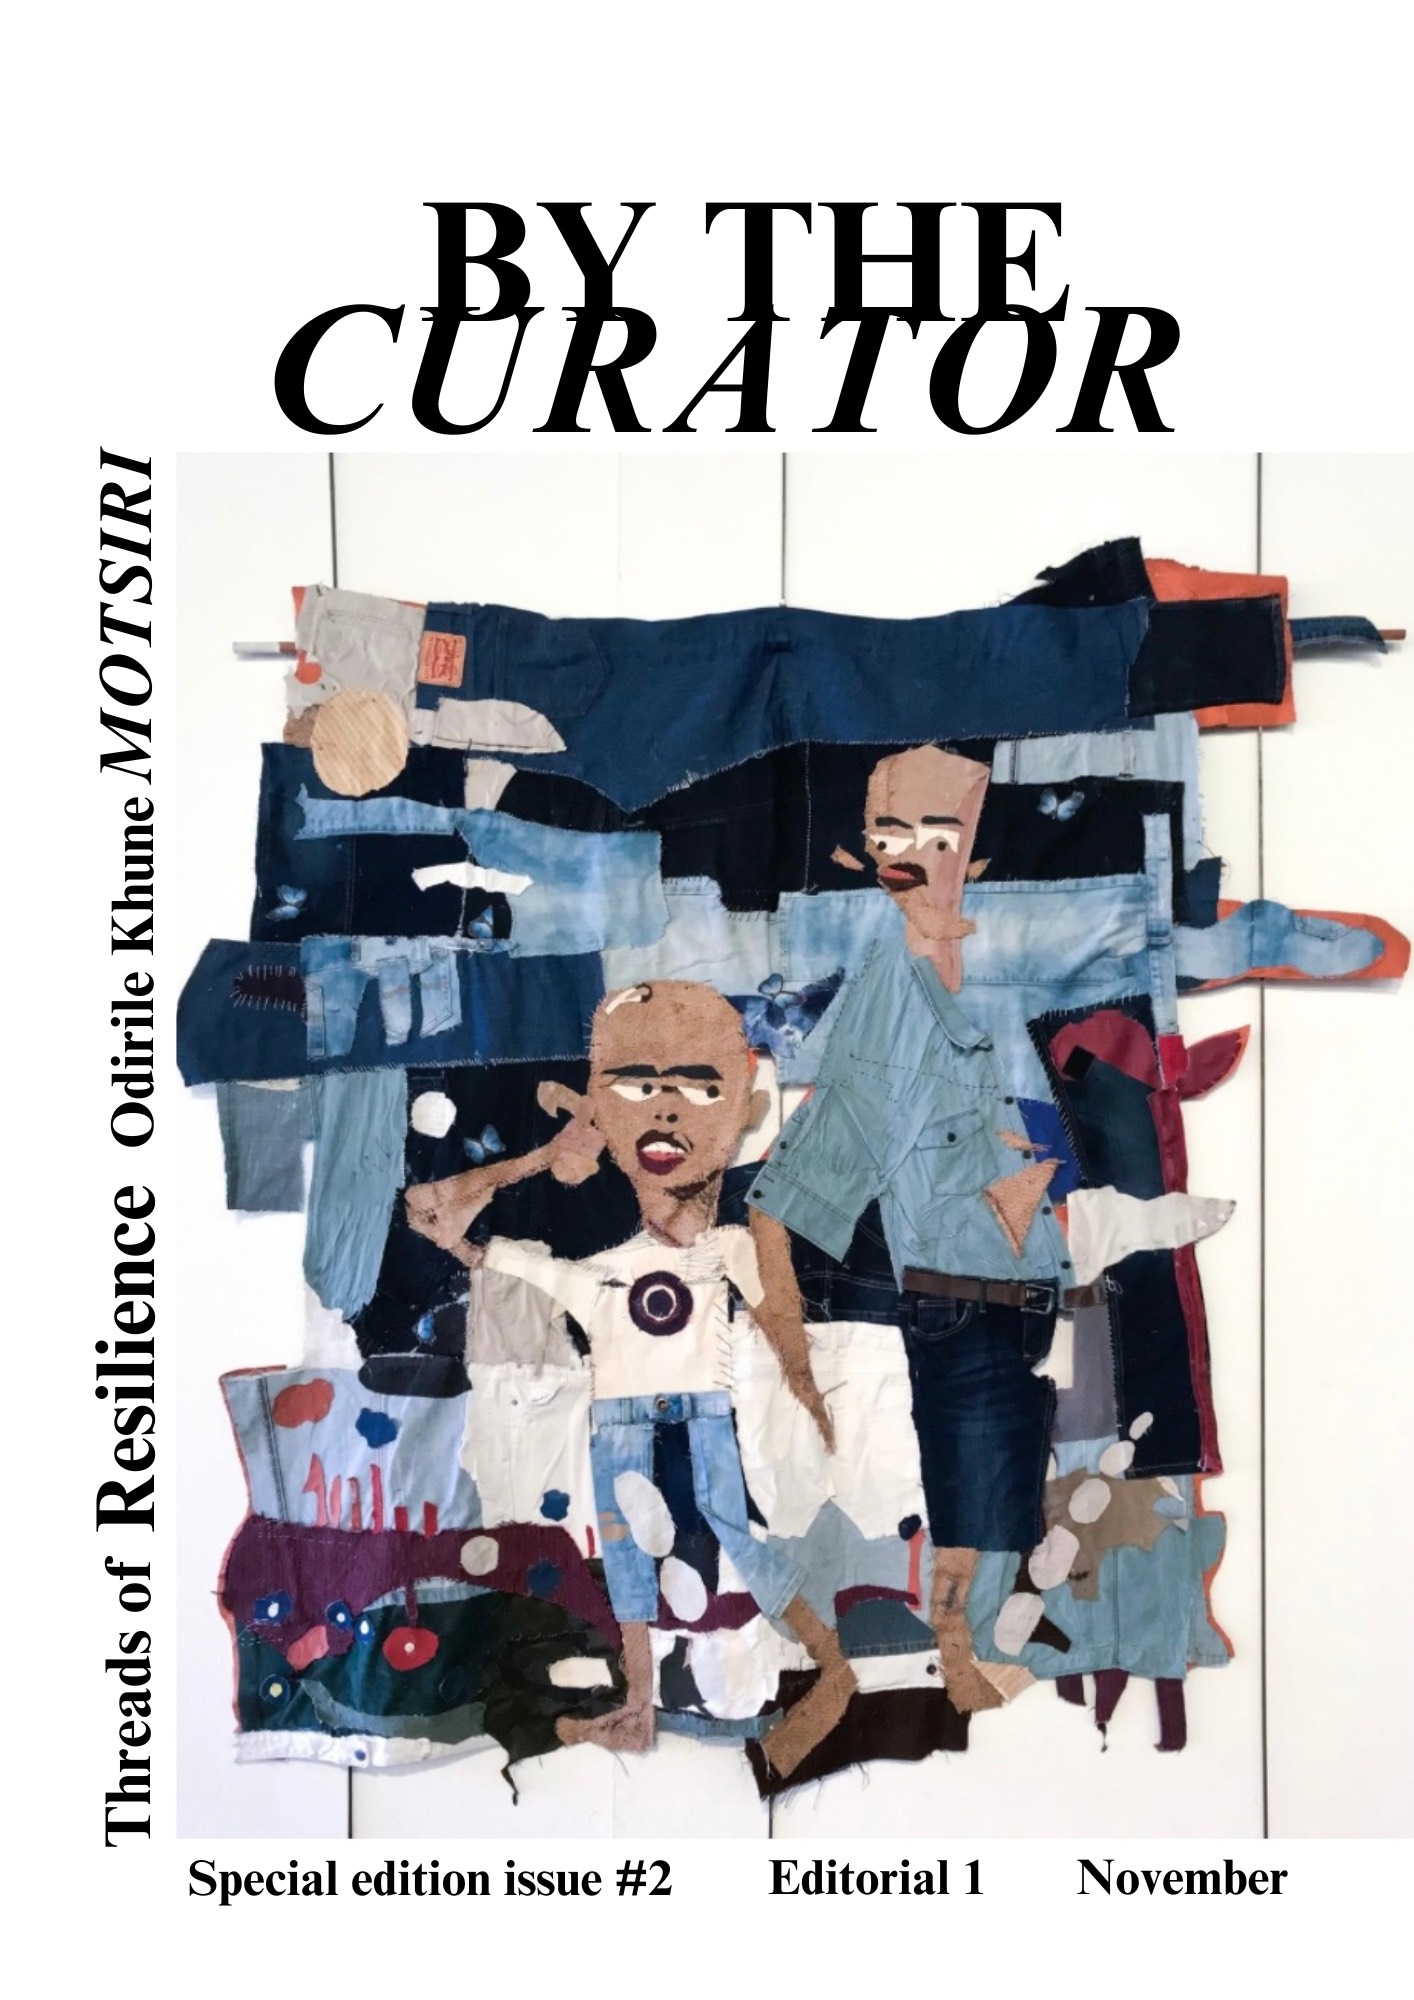 BY THE
CURATOR
Threads of Resilience Odirile Khune MOTSIRI
Special edition issue #2 Editorial 1 November